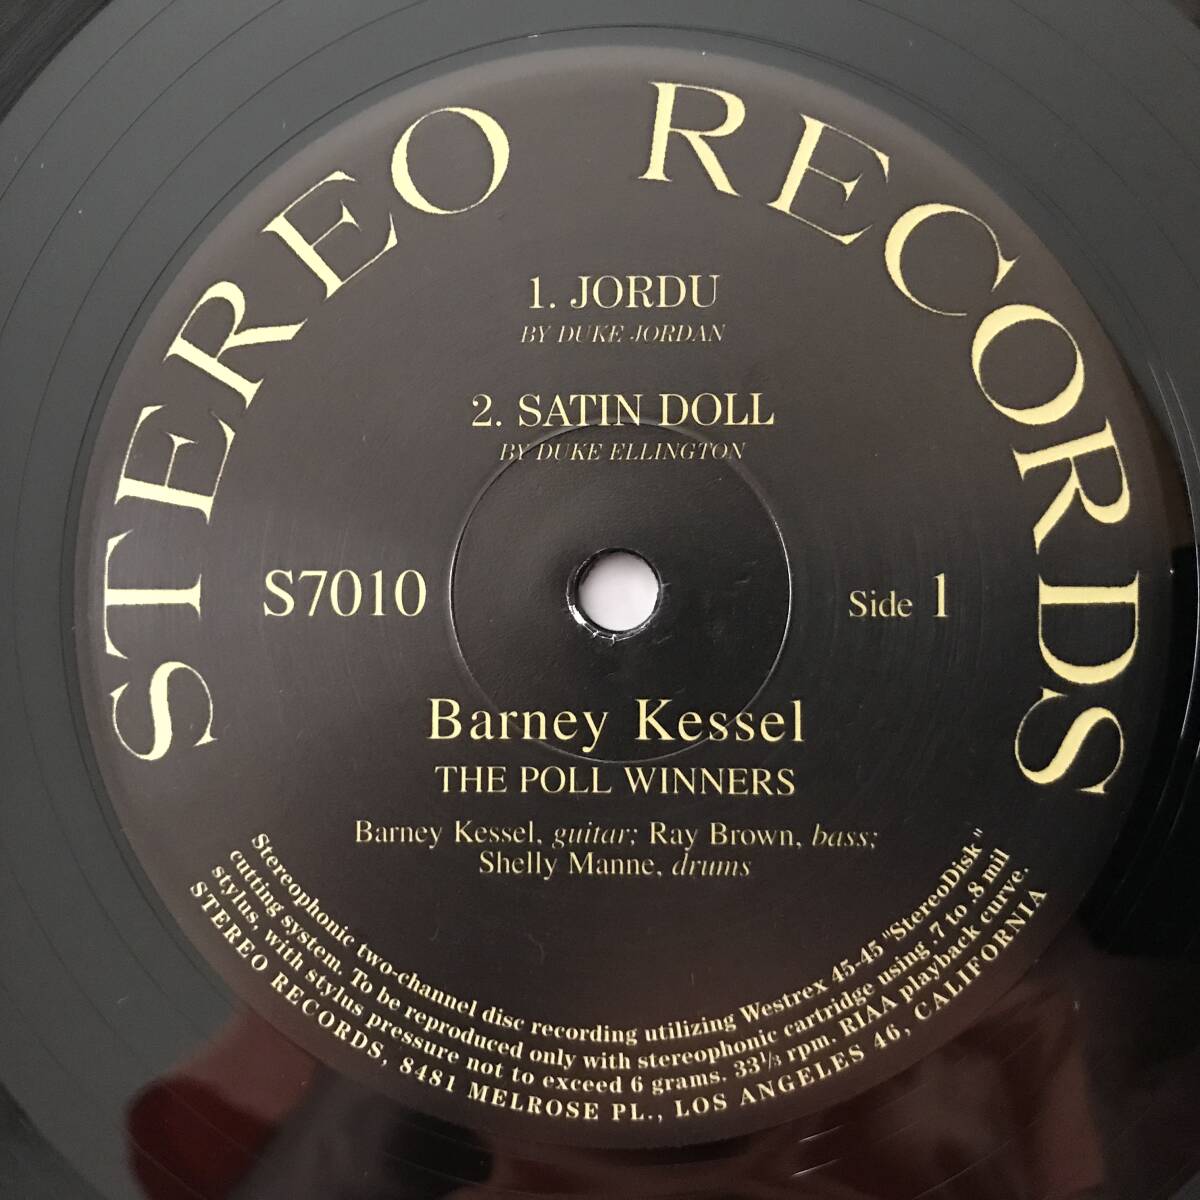 STEREO RECORDS
1. JORDU
BY DUKE JORDAN
2. SATIN DOLL
BY DUKE ELLINGTON
S7010
Side 1
Barney Kessel
THE POLL WINNERS
Barney Kessel, guitar; Ray Brown, bass;
Shelly Manne, drums
Stereophonic two-channel disc recording utilizing Westrex 45-45 "StereoDisk"
cutting system. To be reproduced only with stereophonic cartridge using .7 to .8 mil
stylus, with stylus pressure not to exceed 6 grams. 33⅓ rpm. RIAA playback curve.
STEREO RECORDS, 8481 MELROSE PL., LOS ANGELES 46, CALIFORNIA